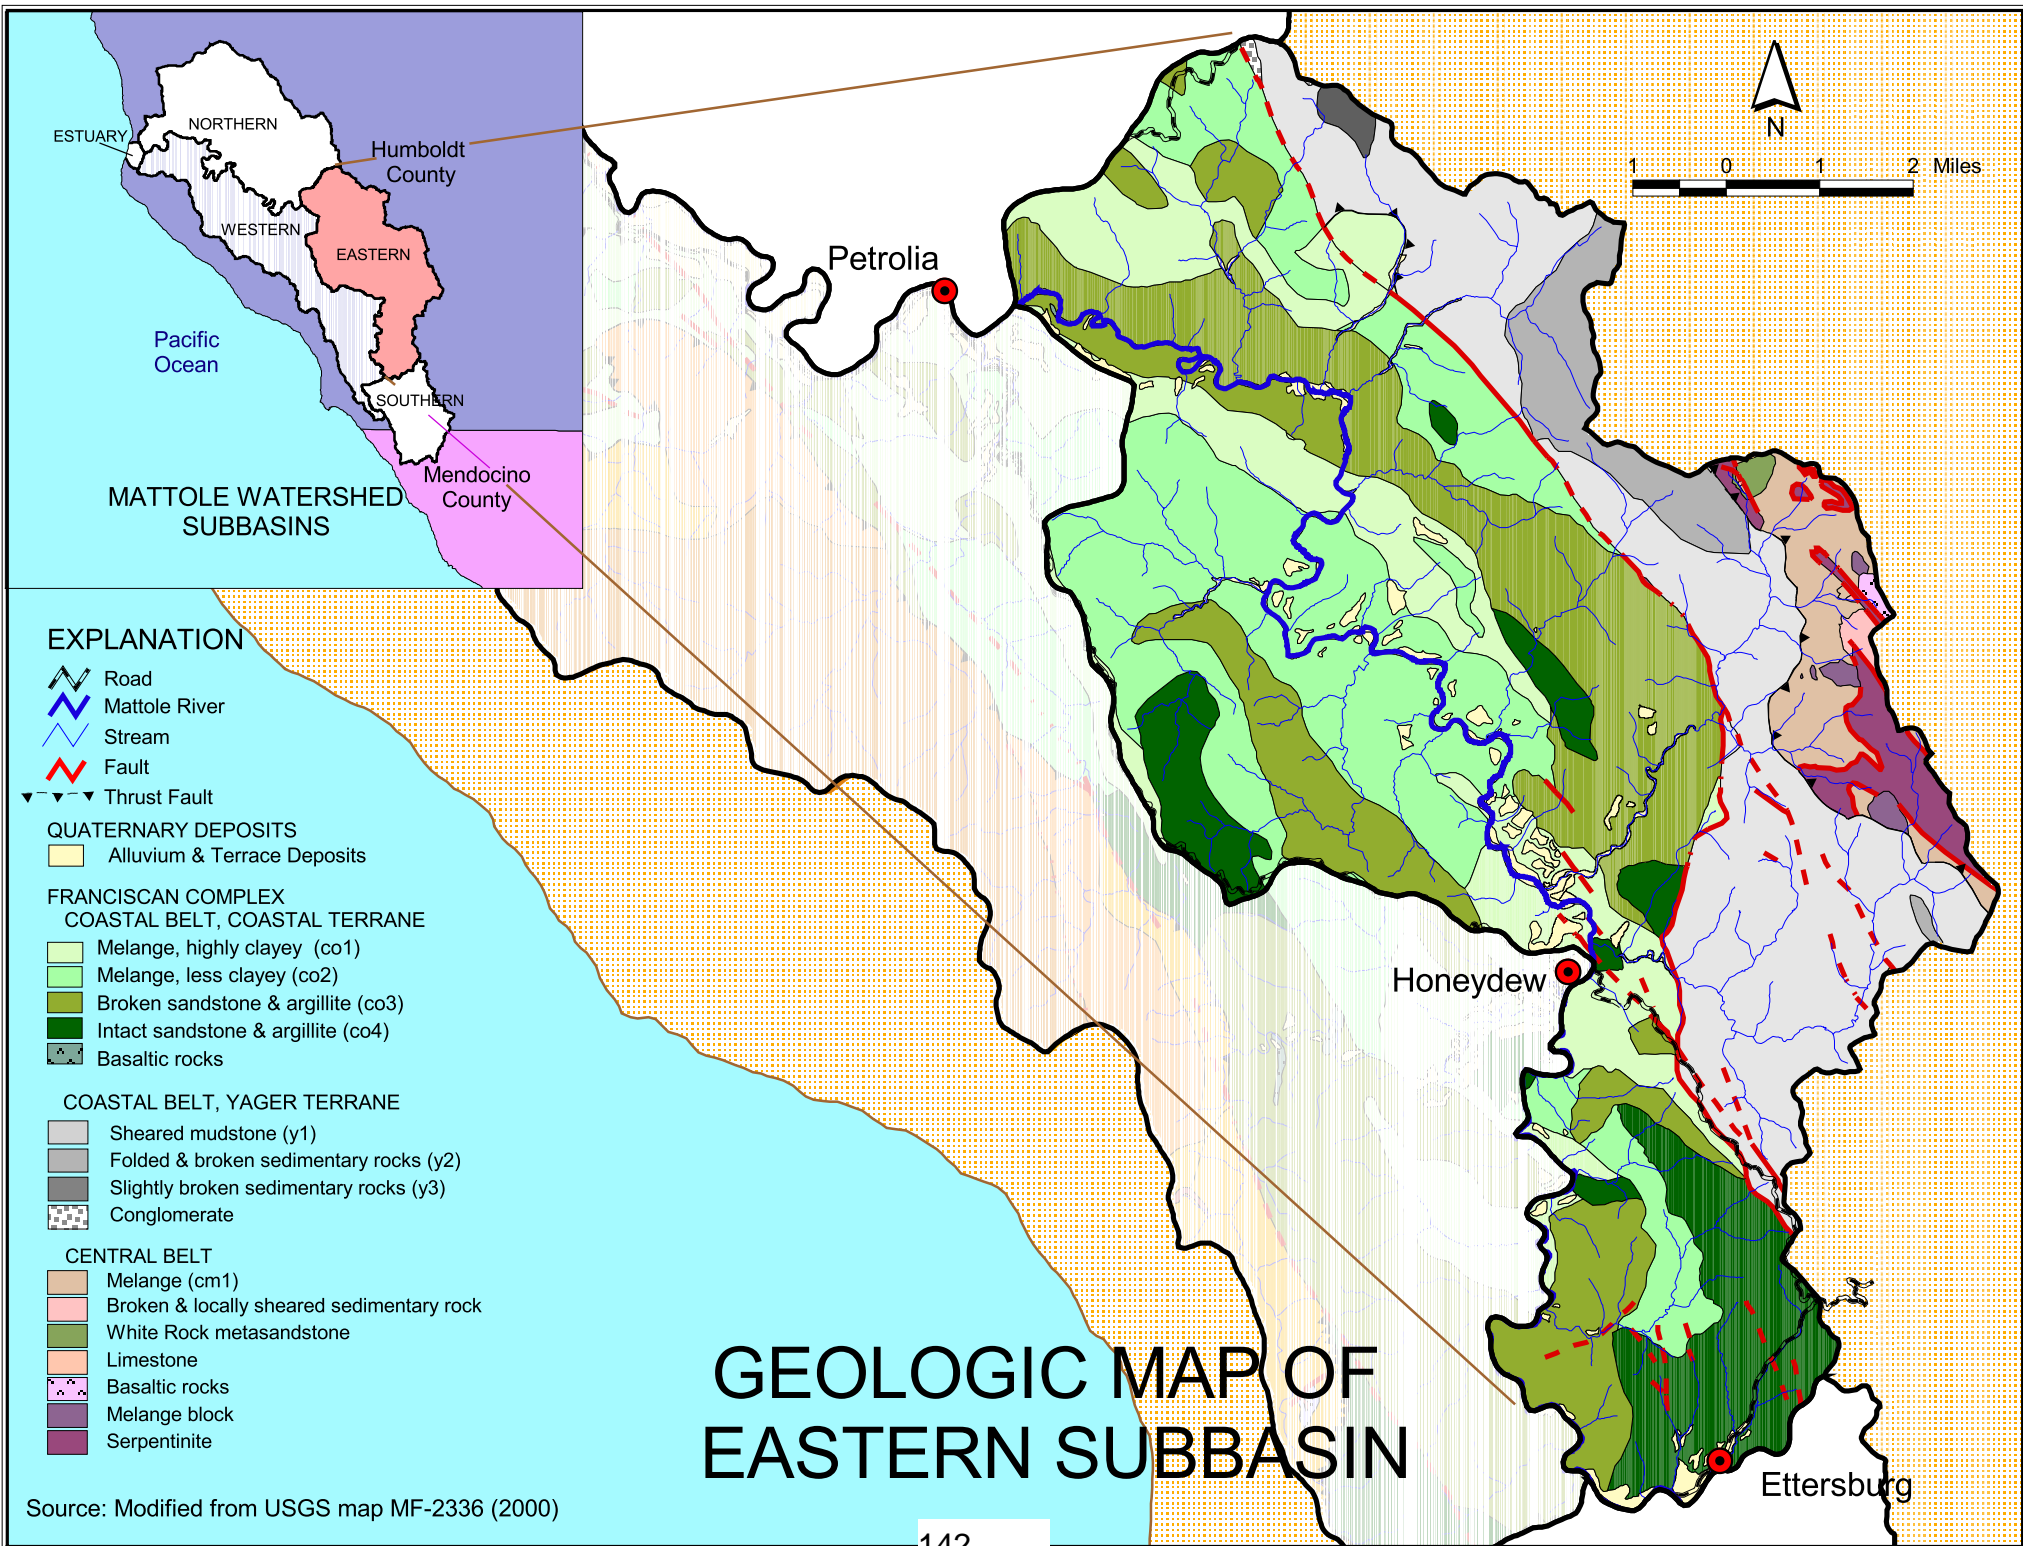 NORTHERN
ESTUARY
Humboldt
County
WESTERN
EASTERN
Pacific
Ocean
SOUTHERN
Mendocino
County
MATTOLE WATERSHED
SUBBASINS
N
1 0 1 2 Miles
Petrolia
Honeydew
Ettersburg
EXPLANATION
Road
Mattole River
Stream
Fault
Thrust Fault
QUATERNARY DEPOSITS
Alluvium & Terrace Deposits
FRANCISCAN COMPLEX
COASTAL BELT, COASTAL TERRANE
Melange, highly clayey (co1)
Melange, less clayey (co2)
Broken sandstone & argillite (co3)
Intact sandstone & argillite (co4)
Basaltic rocks
COASTAL BELT, YAGER TERRANE
Sheared mudstone (y1)
Folded & broken sedimentary rocks (y2)
Slightly broken sedimentary rocks (y3)
Conglomerate
CENTRAL BELT
Melange (cm1)
Broken & locally sheared sedimentary rock
White Rock metasandstone
Limestone
Basaltic rocks
Melange block
Serpentinite
GEOLOGIC MAP OF
EASTERN SUBBASIN
Source: Modified from USGS map MF-2336 (2000)
142